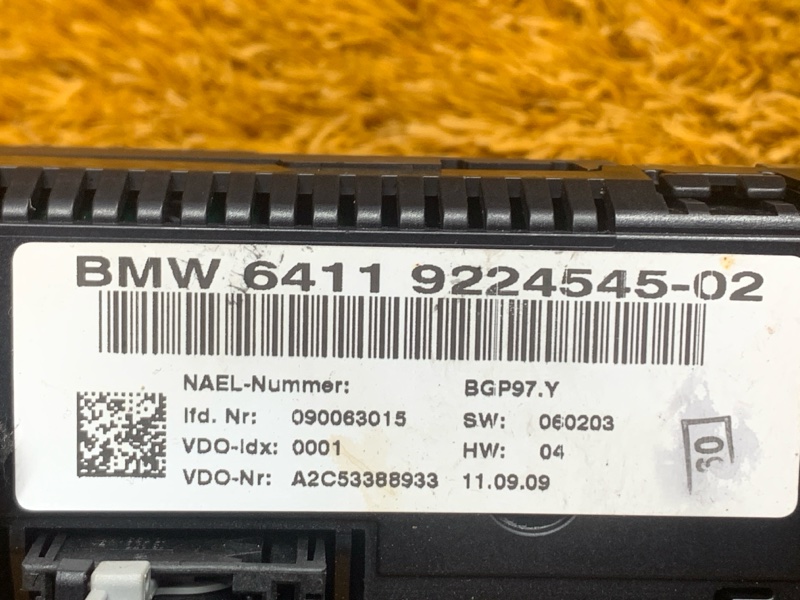 BMW 6411 9224545-02
NAEL-Nummer: BGP97.Y
lfd. Nr: 090063015 SW: 060203
VDO-Idx: 0001 HW: 04
VDO-Nr: A2C53388933 11.09.09